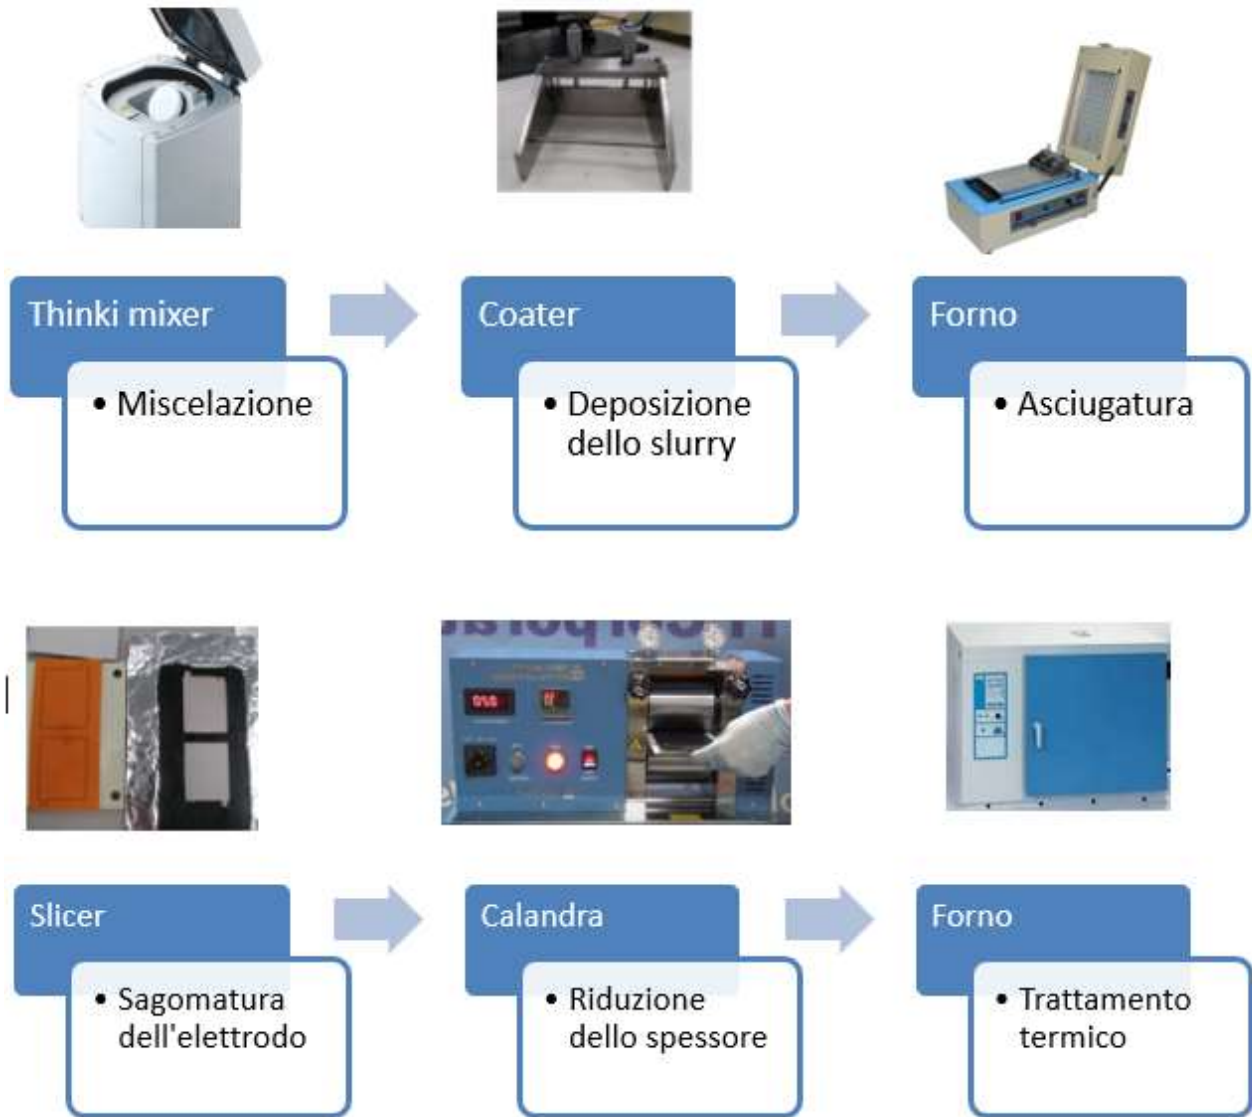 Thinki mixer
Coater
Forno
• Miscelazione
• Deposizione
dello slurry
• Asciugatura
Slicer
Calandra
Forno
• Sagomatura
dell'elettrodo
• Riduzione
dello spessore
• Trattamento
termico